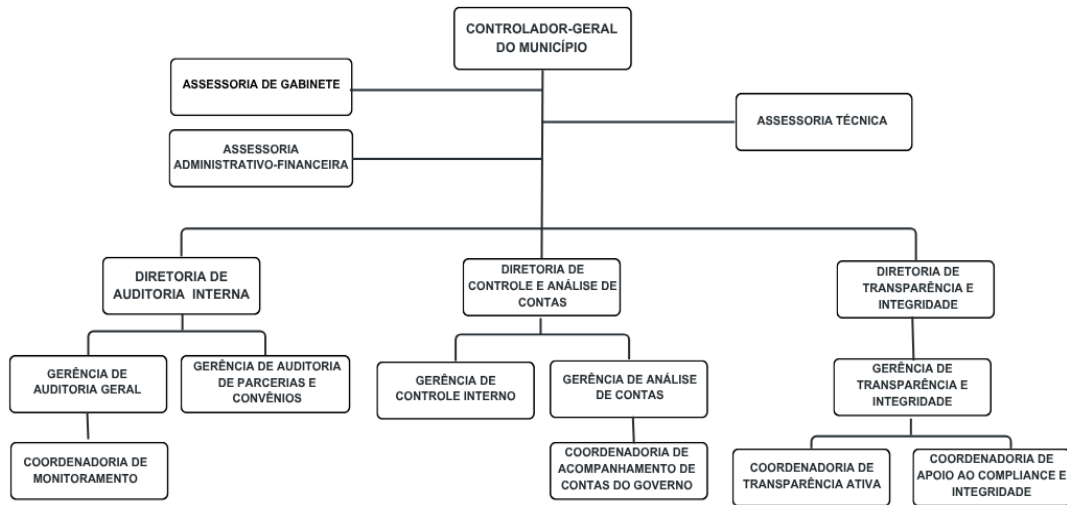 CONTROLADOR-GERAL
DO MUNICÍPIO
ASSESSORIA DE GABINETE
ASSESSORIA TÉCNICA
ASSESSORIA
ADMINISTRATIVO-FINANCEIRA
DIRETORIA DE
AUDITORIA INTERNA
DIRETORIA DE
CONTROLE E ANÁLISE DE
CONTAS
DIRETORIA DE
TRANSPARÊNCIA E
INTEGRIDADE
GERÊNCIA DE
AUDITORIA GERAL
GERÊNCIA DE AUDITORIA
DE PARCERIAS E
CONVÊNIOS
GERÊNCIA DE
CONTROLE INTERNO
GERÊNCIA DE ANÁLISE
DE CONTAS
GERÊNCIA DE
TRANSPARÊNCIA E
INTEGRIDADE
COORDENADORIA DE
MONITORAMENTO
COORDENADORIA DE
ACOMPANHAMENTO DE
CONTAS DO GOVERNO
COORDENADORIA DE
TRANSPARÊNCIA ATIVA
COORDENADORIA DE
APOIO AO COMPLIANCE E
INTEGRIDADE